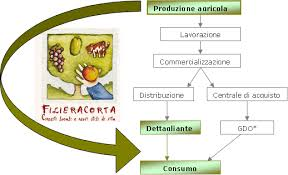 Produzione agricola
Lavorazione
Commercializzazione
Distribuzione
Centrale di acquisto
FILIERACORTA
Dettagliante
GDO*
Consumo